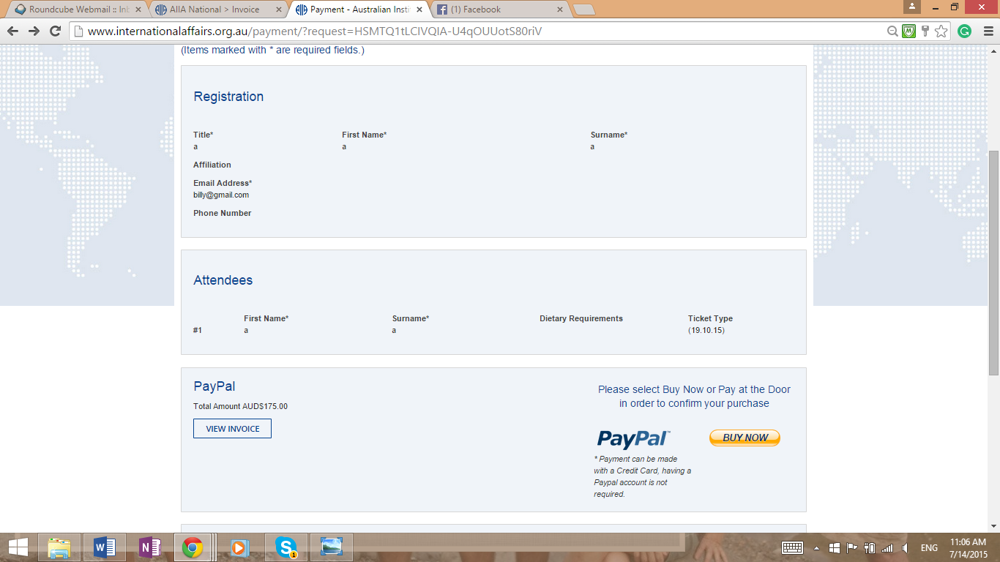 Roundcube Webmail :: Inb
AIIA National > Invoice
Payment - Australian Insti
(1) Facebook
www.internationalaffairs.org.au/payment/?request=HSMTQ1tLCIVQIA-U4qOUUotS80riV
(Items marked with * are required fields.)
Registration
Title* First Name* Surname*
a a a
Affiliation
Email Address*
billy@gmail.com
Phone Number
Attendees
First Name* Surname* Dietary Requirements Ticket Type
#1 a a (19.10.15)
PayPal
Total Amount AUD$175.00
VIEW INVOICE
Please select Buy Now or Pay at the Door
in order to confirm your purchase
PayPal™
BUY NOW
* Payment can be made
with a Credit Card, having a
Paypal account is not
required.
ENG
11:06 AM
7/14/2015